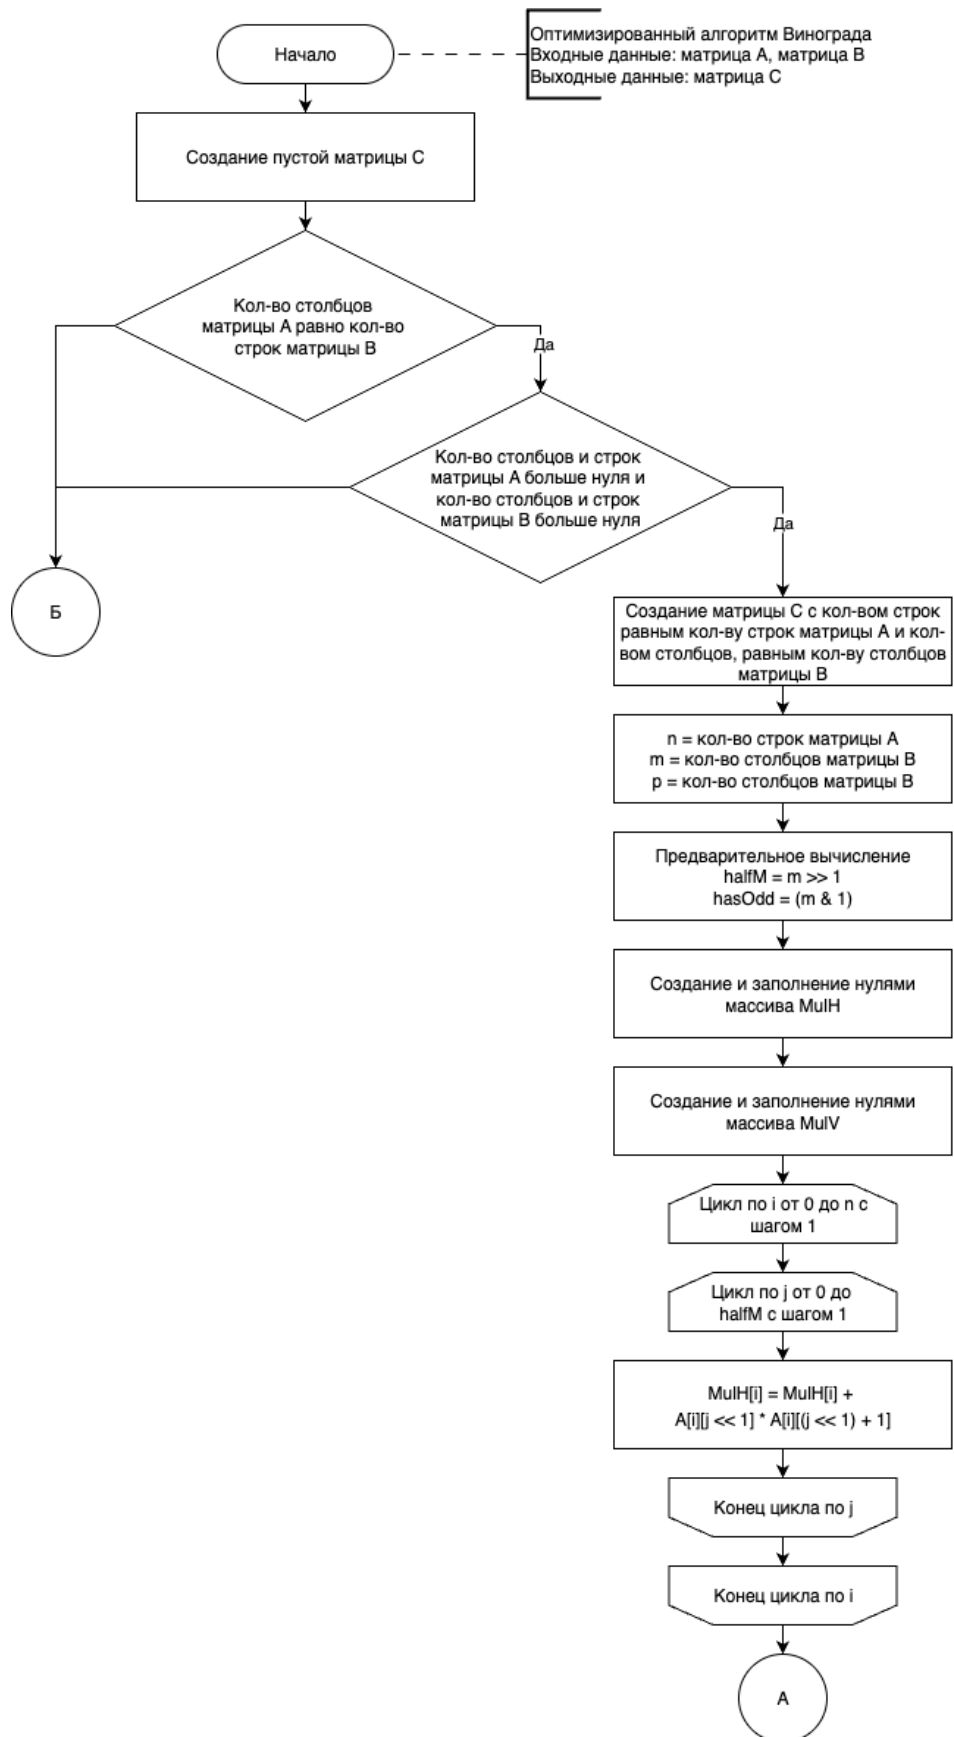 Начало
Оптимизированный алгоритм Винограда
Входные данные: матрица A, матрица B
Выходные данные: матрица C
Создание пустой матрицы C
Кол-во столбцов
матрицы A равно кол-во
строк матрицы B
Да
Кол-во столбцов и строк
матрицы A больше нуля и
кол-во столбцов и строк
матрицы B больше нуля
Да
Б
Создание матрицы C с кол-вом строк
равным кол-ву строк матрицы A и кол-
вом столбцов, равным кол-ву столбцов
матрицы B
n = кол-во строк матрицы A
m = кол-во столбцов матрицы B
p = кол-во столбцов матрицы B
Предварительное вычисление
halfM = m >> 1
hasOdd = (m & 1)
Создание и заполнение нулями
массива MulH
Создание и заполнение нулями
массива MulV
Цикл по i от 0 до n с
шагом 1
Цикл по j от 0 до
halfM с шагом 1
MulH[i] = MulH[i] +
A[i][j << 1] * A[i][(j << 1) + 1]
Конец цикла по j
Конец цикла по i
А